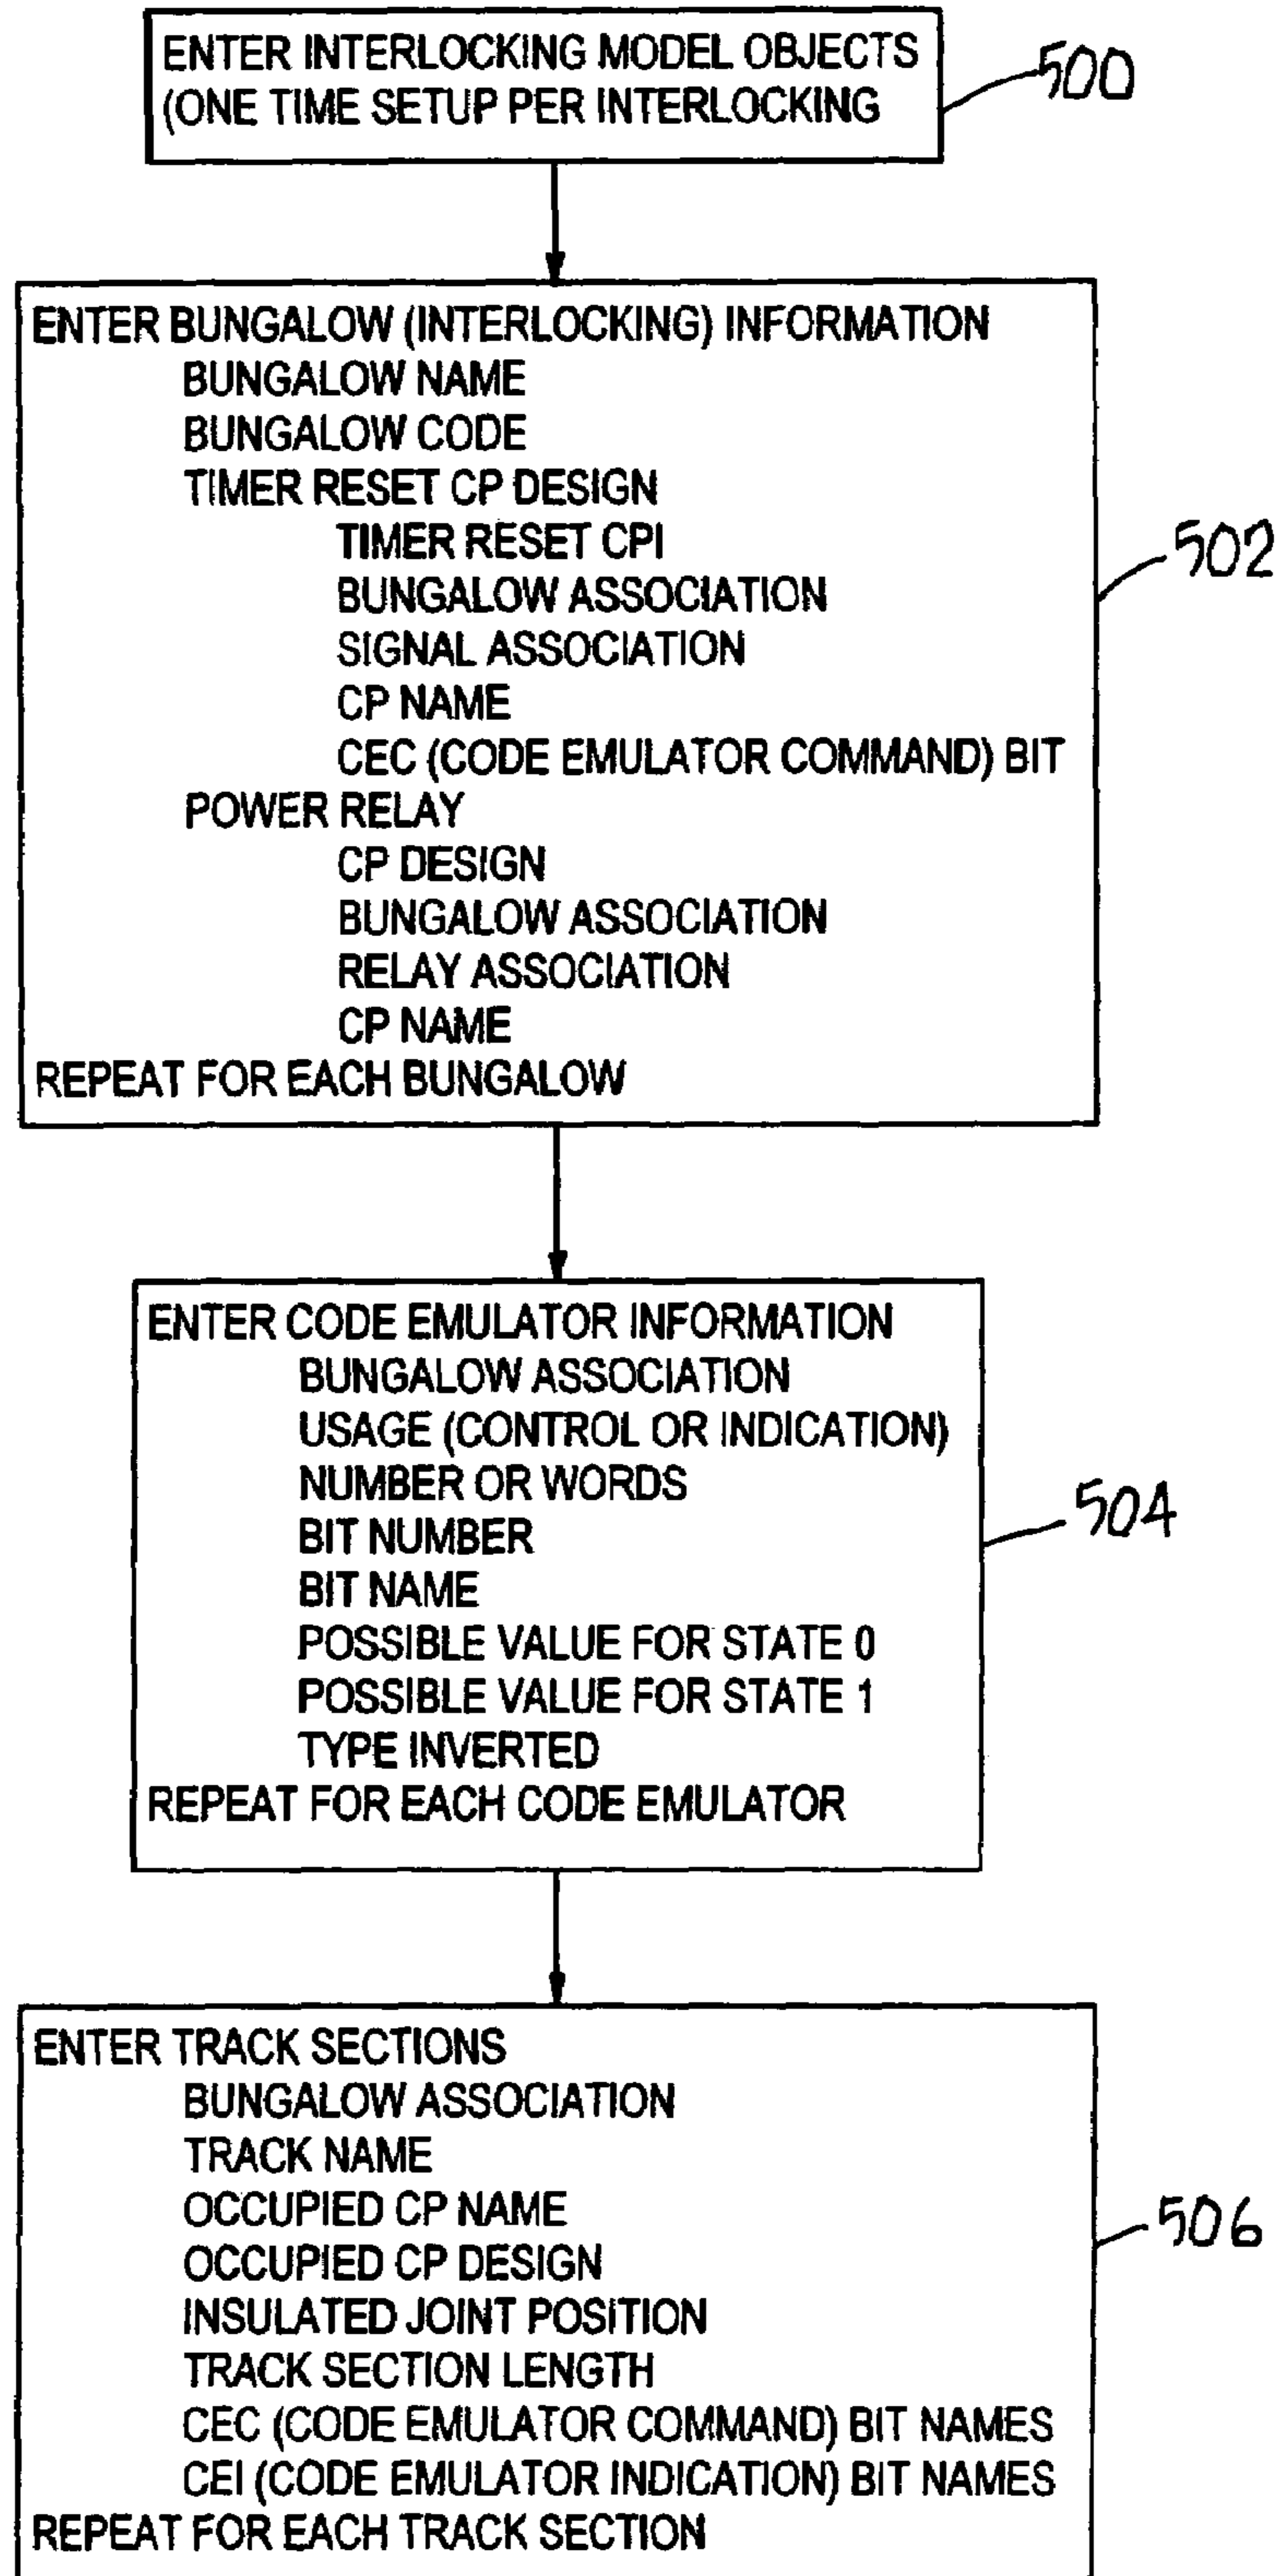 ENTER INTERLOCKING MODEL OBJECTS
(ONE TIME SETUP PER INTERLOCKING
500
ENTER BUNGALOW (INTERLOCKING) INFORMATION
BUNGALOW NAME
BUNGALOW CODE
TIMER RESET CP DESIGN
TIMER RESET CPI
BUNGALOW ASSOCIATION
SIGNAL ASSOCIATION
CP NAME
CEC (CODE EMULATOR COMMAND) BIT
POWER RELAY
CP DESIGN
BUNGALOW ASSOCIATION
RELAY ASSOCIATION
CP NAME
REPEAT FOR EACH BUNGALOW
502
ENTER CODE EMULATOR INFORMATION
BUNGALOW ASSOCIATION
USAGE (CONTROL OR INDICATION)
NUMBER OR WORDS
BIT NUMBER
BIT NAME
POSSIBLE VALUE FOR STATE 0
POSSIBLE VALUE FOR STATE 1
TYPE INVERTED
REPEAT FOR EACH CODE EMULATOR
504
ENTER TRACK SECTIONS
BUNGALOW ASSOCIATION
TRACK NAME
OCCUPIED CP NAME
OCCUPIED CP DESIGN
INSULATED JOINT POSITION
TRACK SECTION LENGTH
CEC (CODE EMULATOR COMMAND) BIT NAMES
CEI (CODE EMULATOR INDICATION) BIT NAMES
REPEAT FOR EACH TRACK SECTION
506